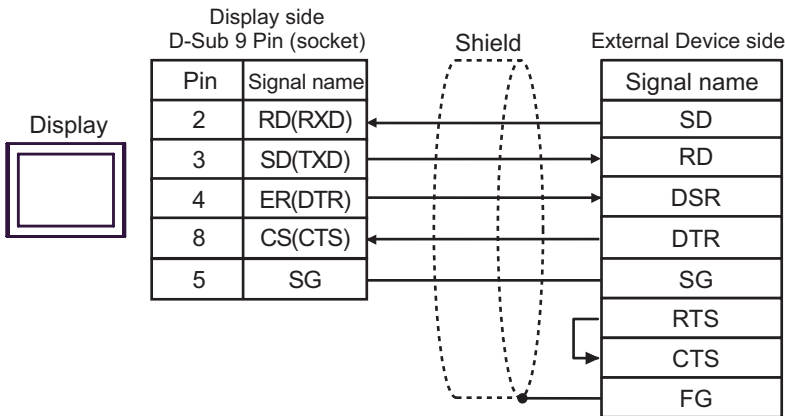 Display side
D-Sub 9 Pin (socket)
Shield
External Device side
Display
Pin Signal name
2 RD(RXD)
3 SD(TXD)
4 ER(DTR)
8 CS(CTS)
5 SG
Signal name
SD
RD
DSR
DTR
SG
RTS
CTS
FG